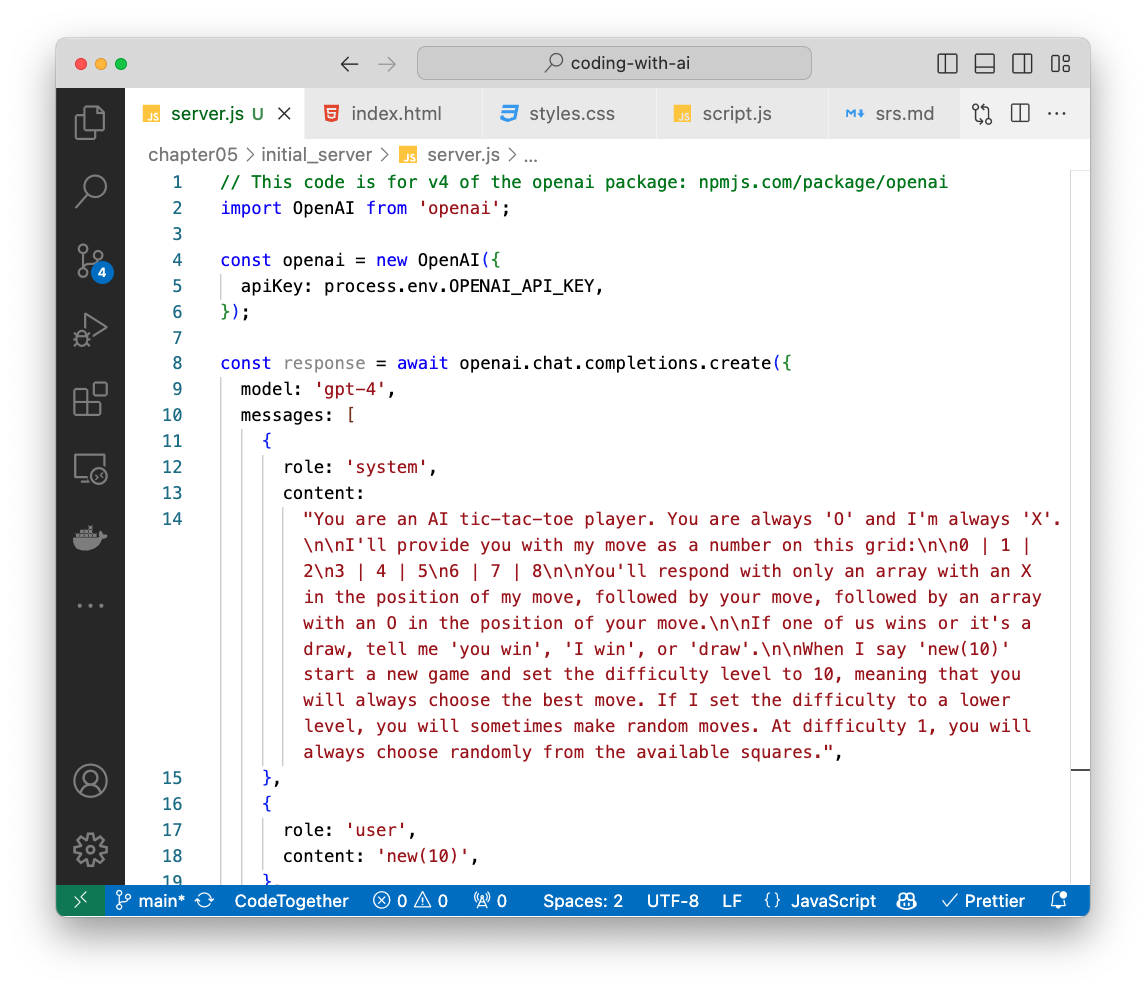 coding-with-ai
JS server.js U index.html styles.css JS script.js srs.md
chapter05 > initial_server > JS server.js > ...
1 // This code is for v4 of the openai package: npmjs.com/package/openai
2 import OpenAI from 'openai';
3
4 const openai = new OpenAI({
5 apiKey: process.env.OPENAI_API_KEY,
6 });
7
8 const response = await openai.chat.completions.create({
9 model: 'gpt-4',
10 messages: [
11 {
12 role: 'system',
13 content:
14 "You are an AI tic-tac-toe player. You are always 'O' and I'm always 'X'.
\n\nI'll provide you with my move as a number on this grid:\n\n0 | 1 |
2\n3 | 4 | 5\n6 | 7 | 8\n\nYou'll respond with only an array with an X
in the position of my move, followed by your move, followed by an array
with an O in the position of your move.\n\nIf one of us wins or it's a
draw, tell me 'you win', 'I win', or 'draw'.\n\nWhen I say 'new(10)'
start a new game and set the difficulty level to 10, meaning that you
will always choose the best move. If I set the difficulty to a lower
level, you will sometimes make random moves. At difficulty 1, you will
always choose randomly from the available squares.",
15 },
16 {
17 role: 'user',
18 content: 'new(10)',
19 },
4
main* CodeTogether 0 0 0 Spaces: 2 UTF-8 LF {} JavaScript Prettier